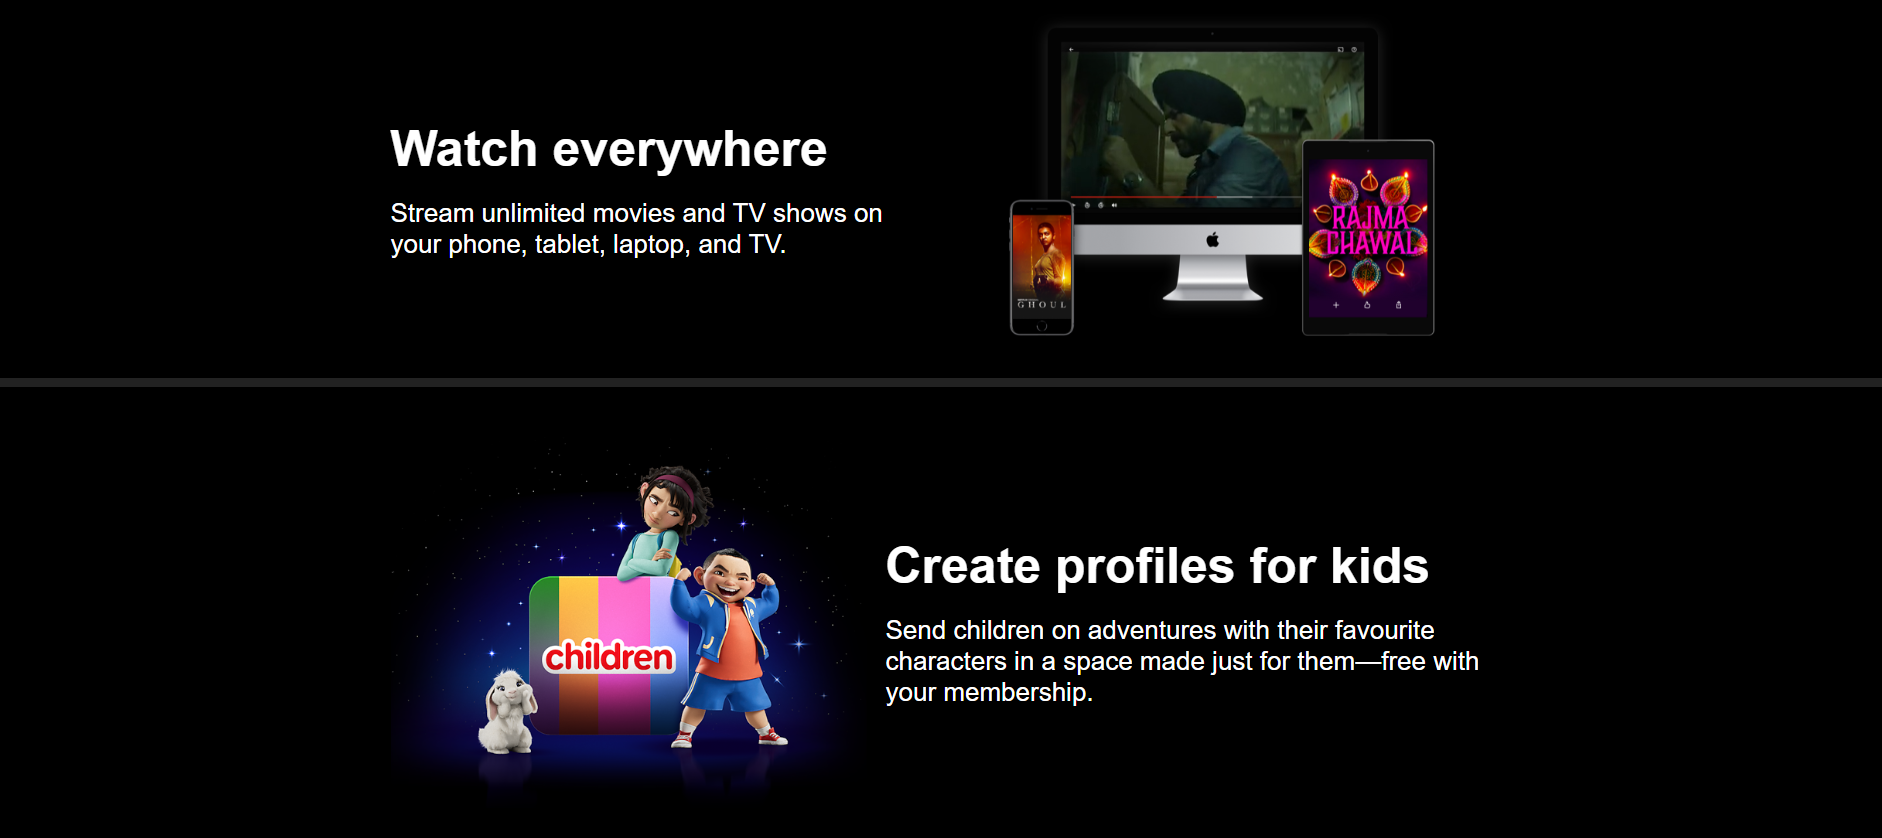 Watch everywhere
Stream unlimited movies and TV shows on
your phone, tablet, laptop, and TV.
GHOUL
RAJMA
CHAWAL
children
Create profiles for kids
Send children on adventures with their favourite
characters in a space made just for them—free with
your membership.